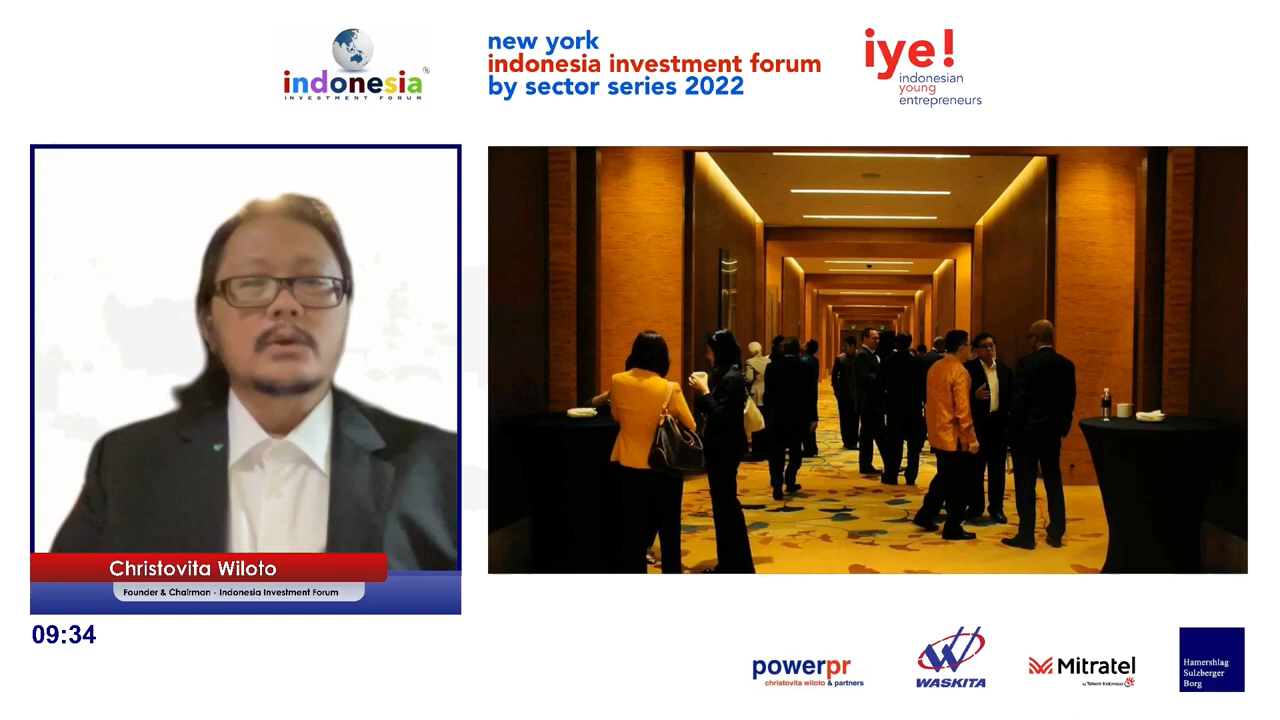 indonesia®
INVESTMENT FORUM
new york
indonesia investment forum
by sector series 2022
iye!
indonesian
young
entrepreneurs
Christovita Wiloto
Founder & Chairman - Indonesia Investment Forum
09:34
powerpr
christovita wiloto & partners
WASKITA
Mitratel
by Telkom Indonesia
Hamershlag
Sulzberger
Borg